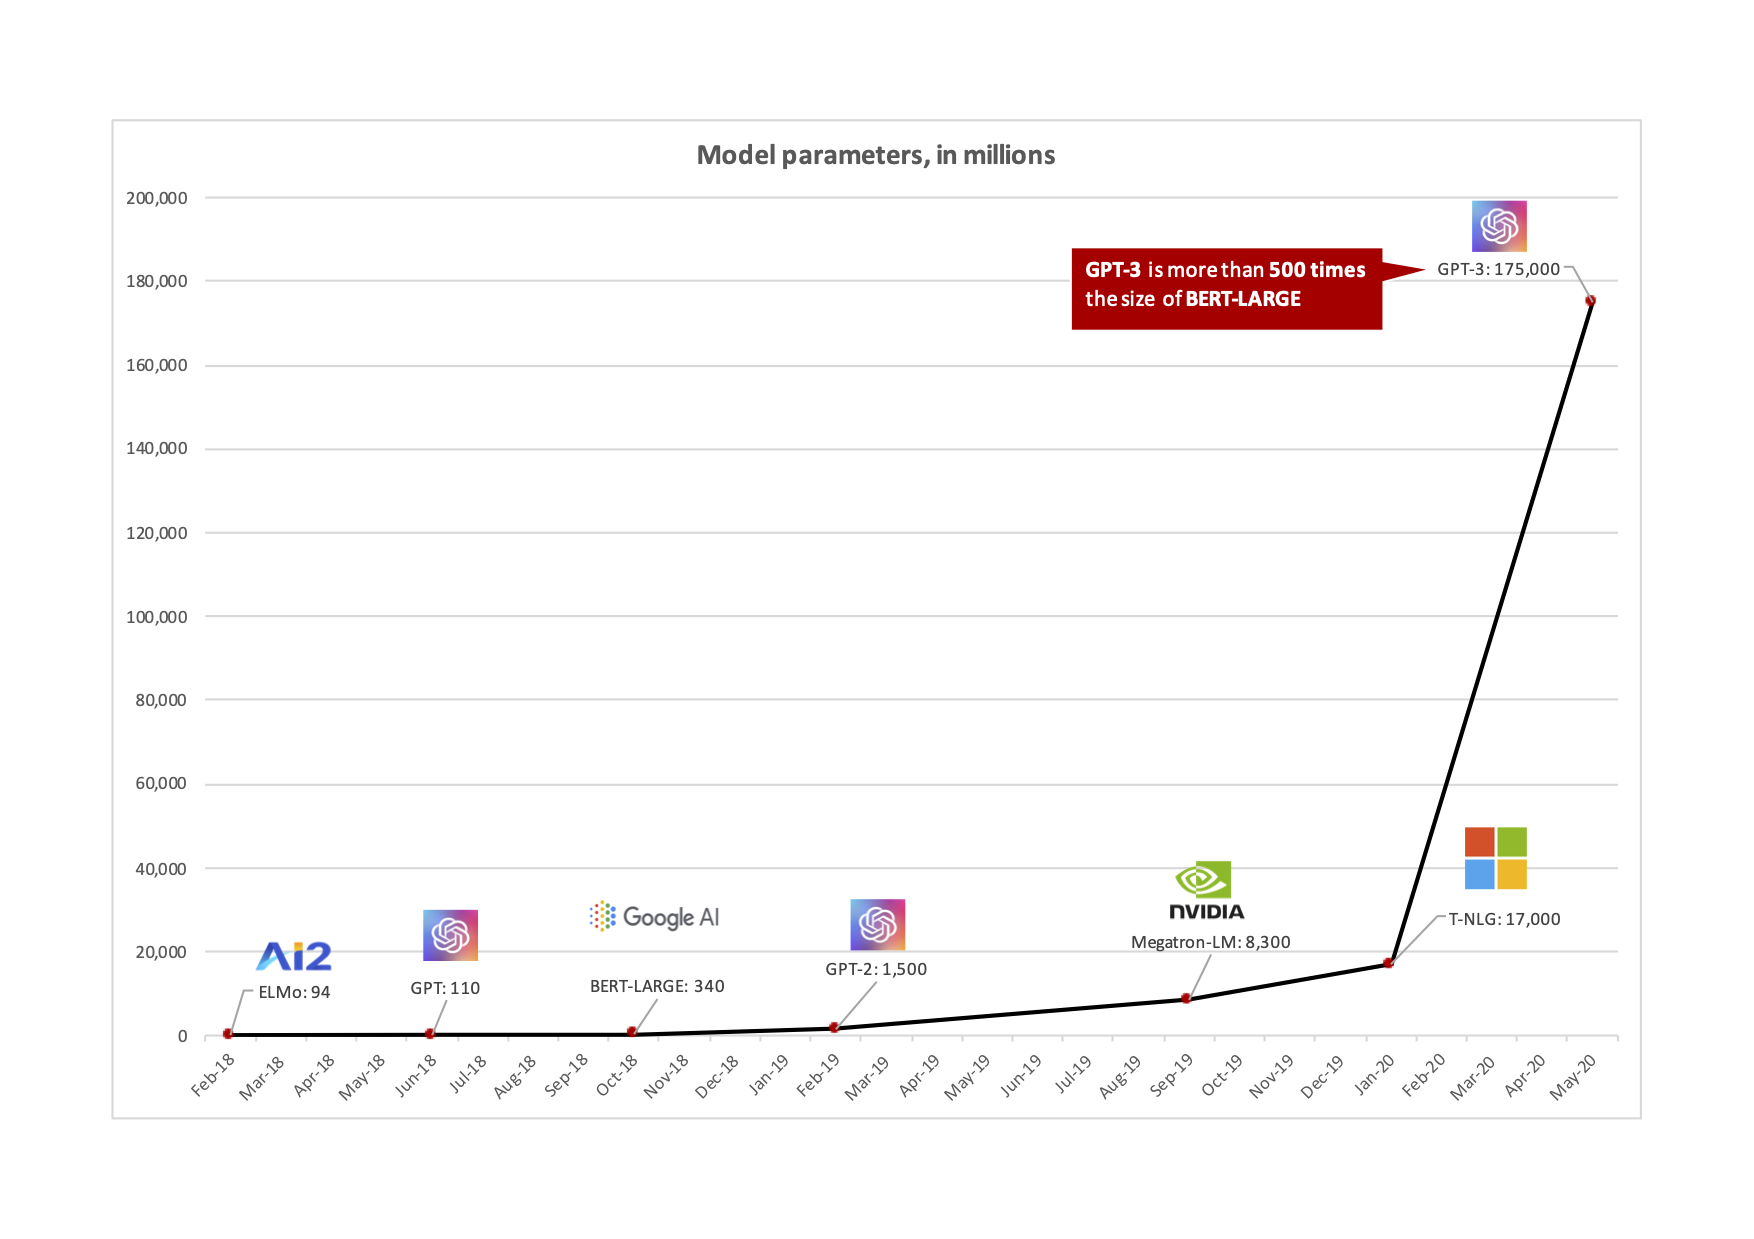 Model parameters, in millions
200,000
180,000
160,000
140,000
120,000
100,000
80,000
60,000
40,000
20,000
0
GPT-3 is more than 500 times
the size of BERT-LARGE
GPT-3: 175,000
Ai2
ELMo: 94
GPT: 110
Google AI
BERT-LARGE: 340
GPT-2: 1,500
NVIDIA
Megatron-LM: 8,300
T-NLG: 17,000
Feb-18
Mar-18
Apr-18
May-18
Jun-18
Jul-18
Aug-18
Sep-18
Oct-18
Nov-18
Dec-18
Jan-19
Feb-19
Mar-19
Apr-19
May-19
Jun-19
Jul-19
Aug-19
Sep-19
Oct-19
Nov-19
Dec-19
Jan-20
Feb-20
Mar-20
Apr-20
May-20